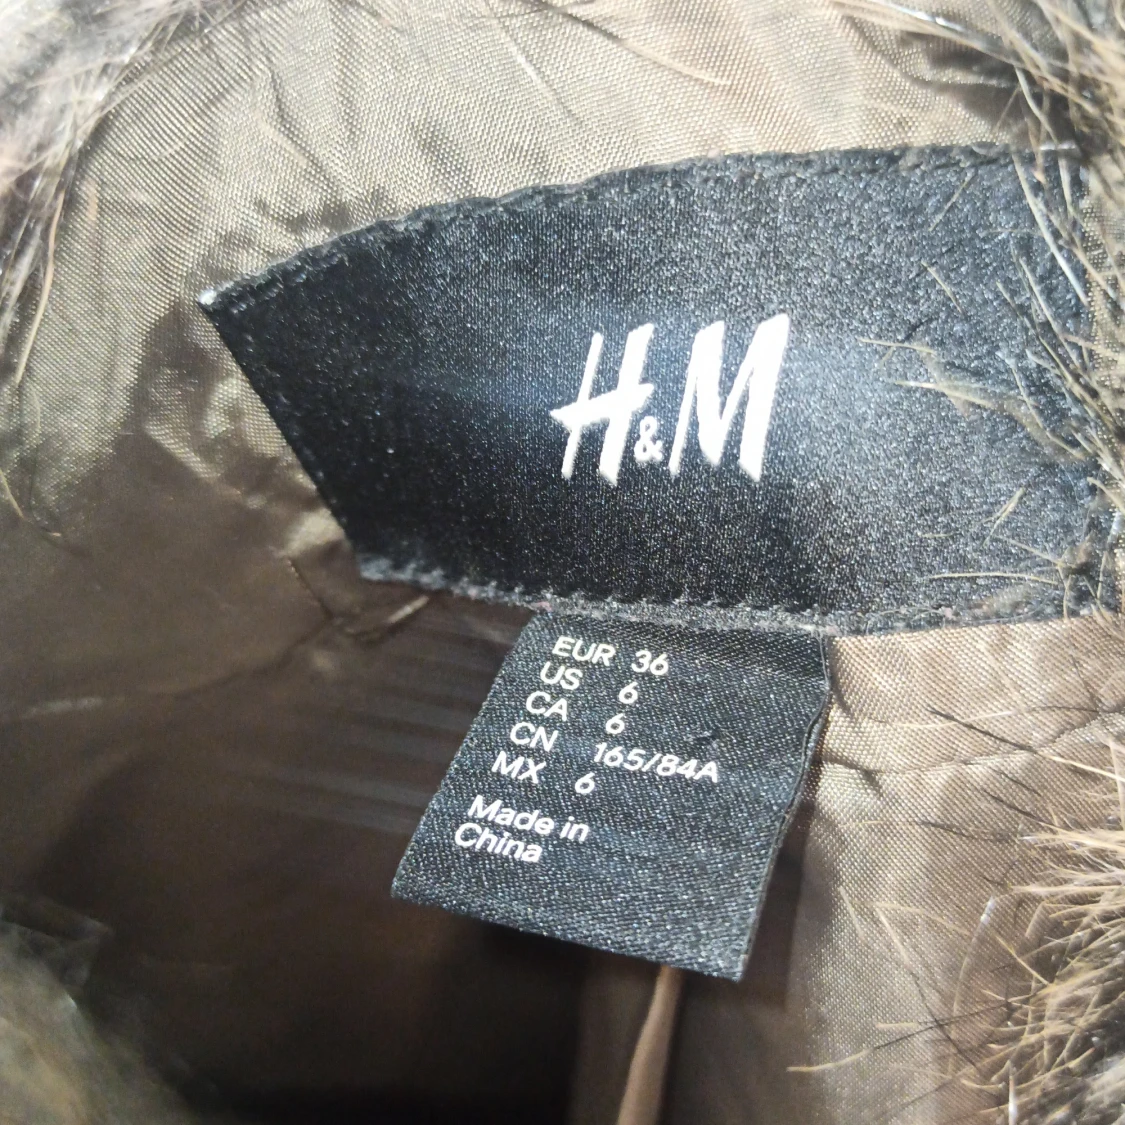 H&M
EUR 36
US 6
CA 6
CN 165/84A
MX 6
Made in
China